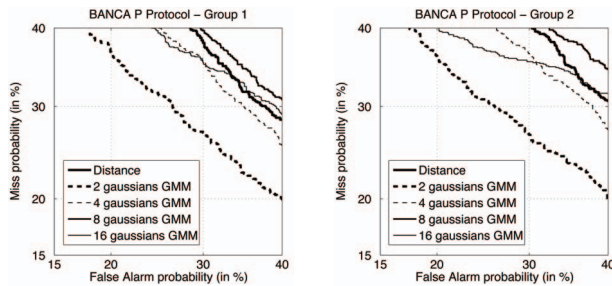 BANCA P Protocol – Group 1
40
30
20
15
Miss probability (in %)
Distance
2 gaussians GMM
4 gaussians GMM
8 gaussians GMM
16 gaussians GMM
15 20 30 40
False Alarm probability (in %)
BANCA P Protocol – Group 2
40
30
20
15
Miss probability (in %)
Distance
2 gaussians GMM
4 gaussians GMM
8 gaussians GMM
16 gaussians GMM
15 20 30 40
False Alarm probability (in %)